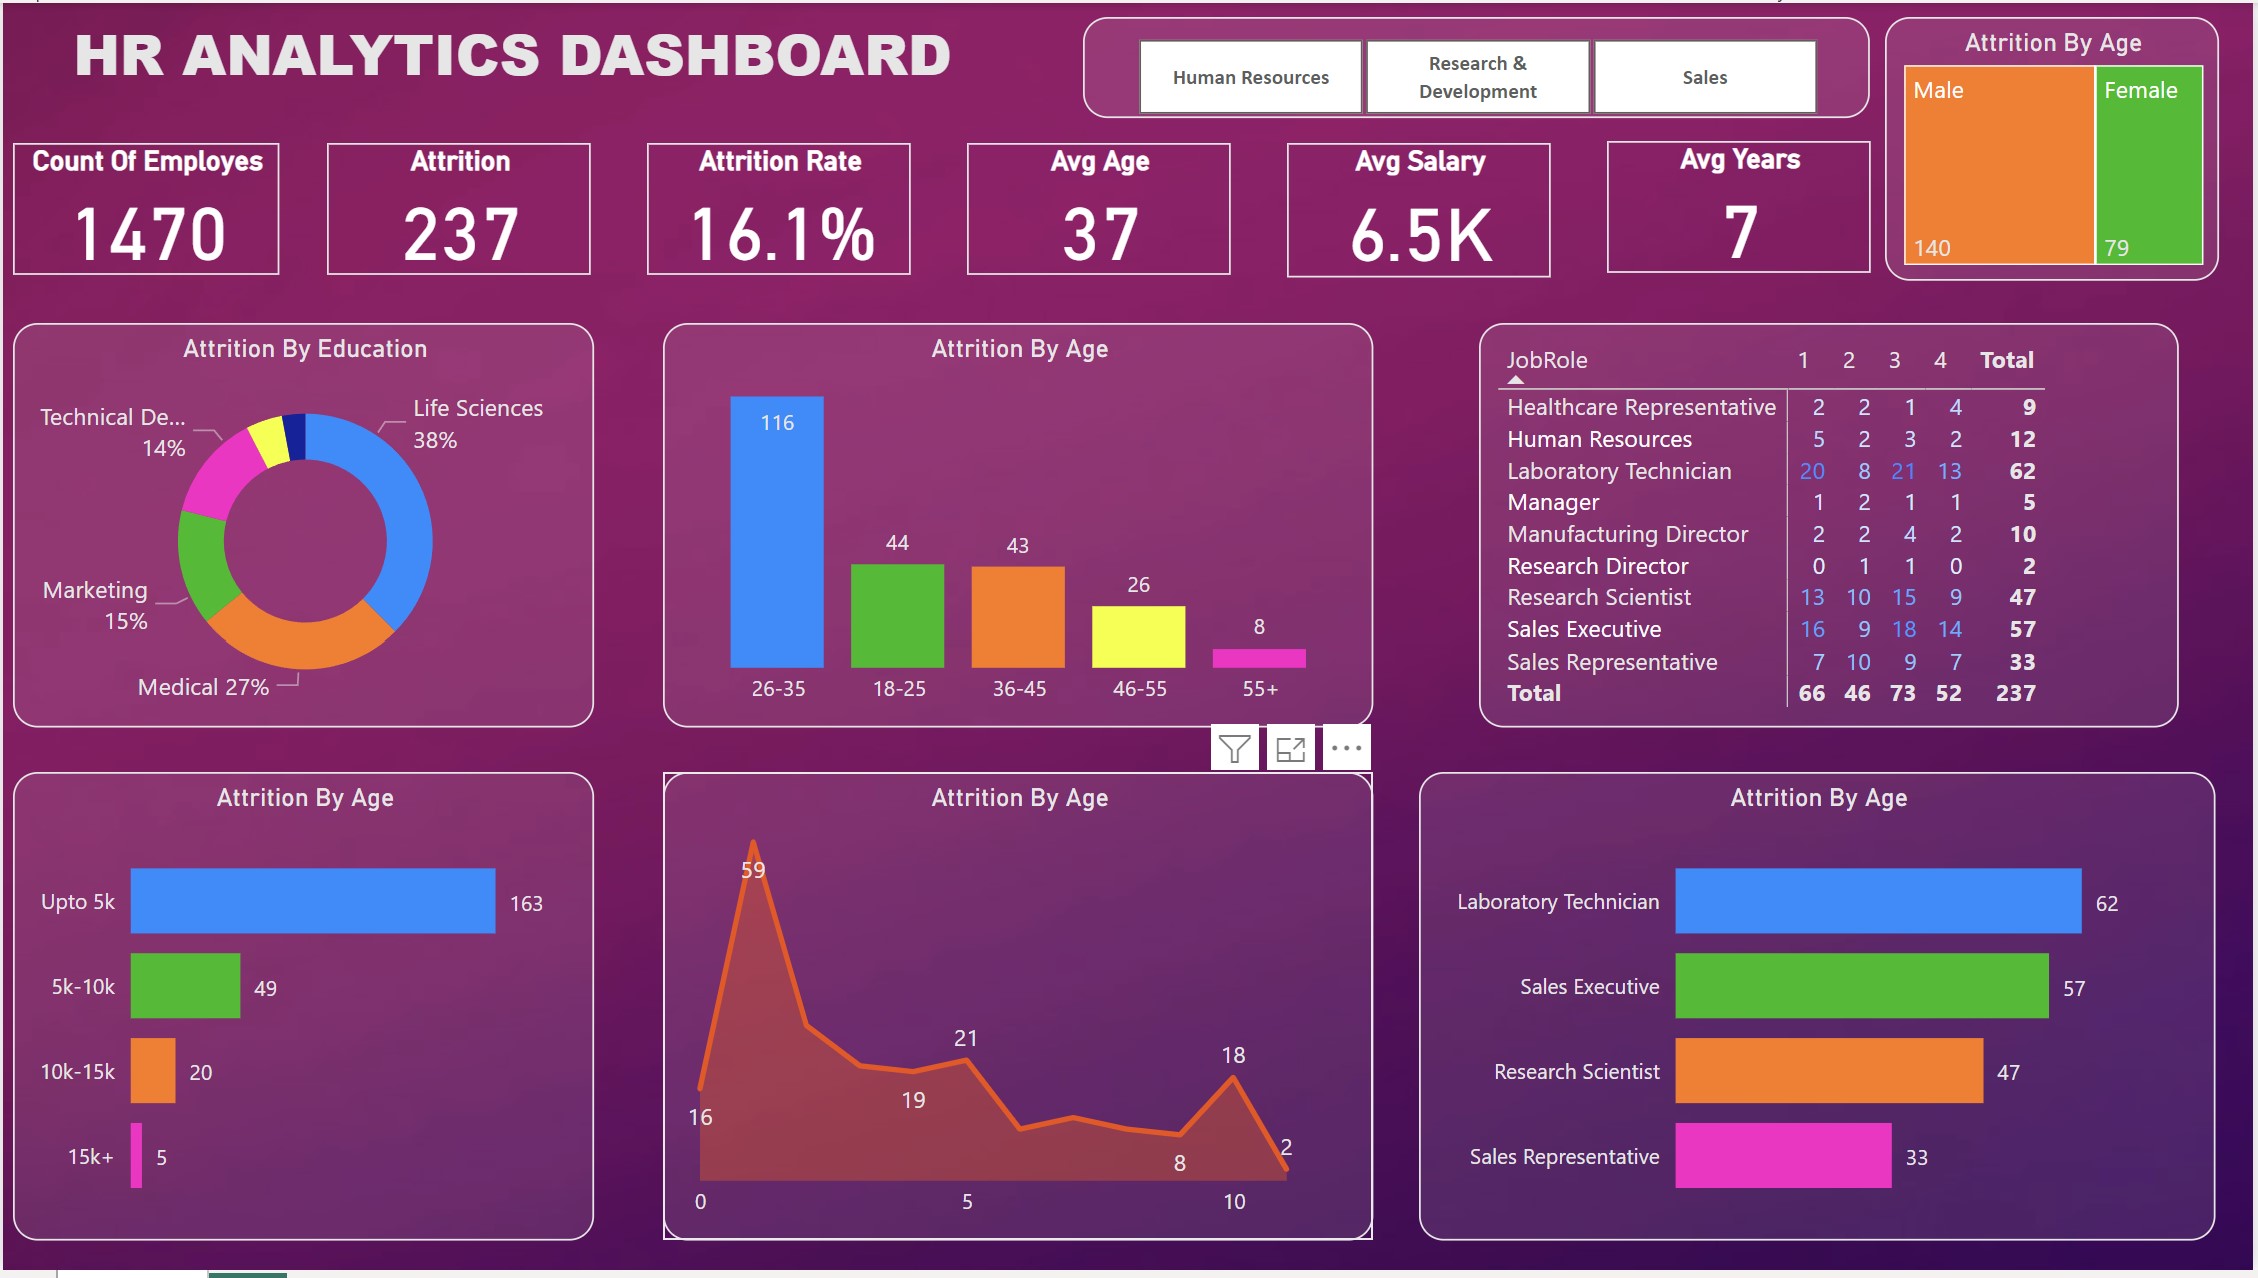 HR ANALYTICS DASHBOARD
Human Resources
Research &
Development
Sales
Attrition By Age
Male
Female
140
79
Count Of Employes
1470
Attrition
237
Attrition Rate
16.1%
Avg Age
37
Avg Salary
6.5K
Avg Years
7
Attrition By Education
Life Sciences
38%
Technical De...
14%
Marketing
15%
Medical 27%
Attrition By Age
116
44
43
26
8
26-35 18-25 36-45 46-55 55+
JobRole 1 2 3 4 Total
Healthcare Representative 2 2 1 4 9
Human Resources 5 2 3 2 12
Laboratory Technician 20 8 21 13 62
Manager 1 2 1 1 5
Manufacturing Director 2 2 4 2 10
Research Director 0 1 1 0 2
Research Scientist 13 10 15 9 47
Sales Executive 16 9 18 14 57
Sales Representative 7 10 9 7 33
Total 66 46 73 52 237
Attrition By Age
Upto 5k 163
5k-10k 49
10k-15k 20
15k+ 5
Attrition By Age
59
21
18
19
16
2
8
0 5 10
Attrition By Age
Laboratory Technician 62
Sales Executive 57
Research Scientist 47
Sales Representative 33